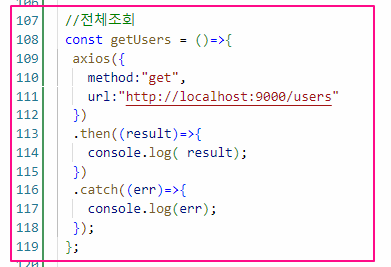 107 //전체조회
108 const getUsers = ()=>{
109 axios({
110 method:"get",
111 url:"http://localhost:9000/users"
112 })
113 .then((result)=>{
114 console.log( result);
115 })
116 .catch((err)=>{
117 console.log(err);
118 });
119 };